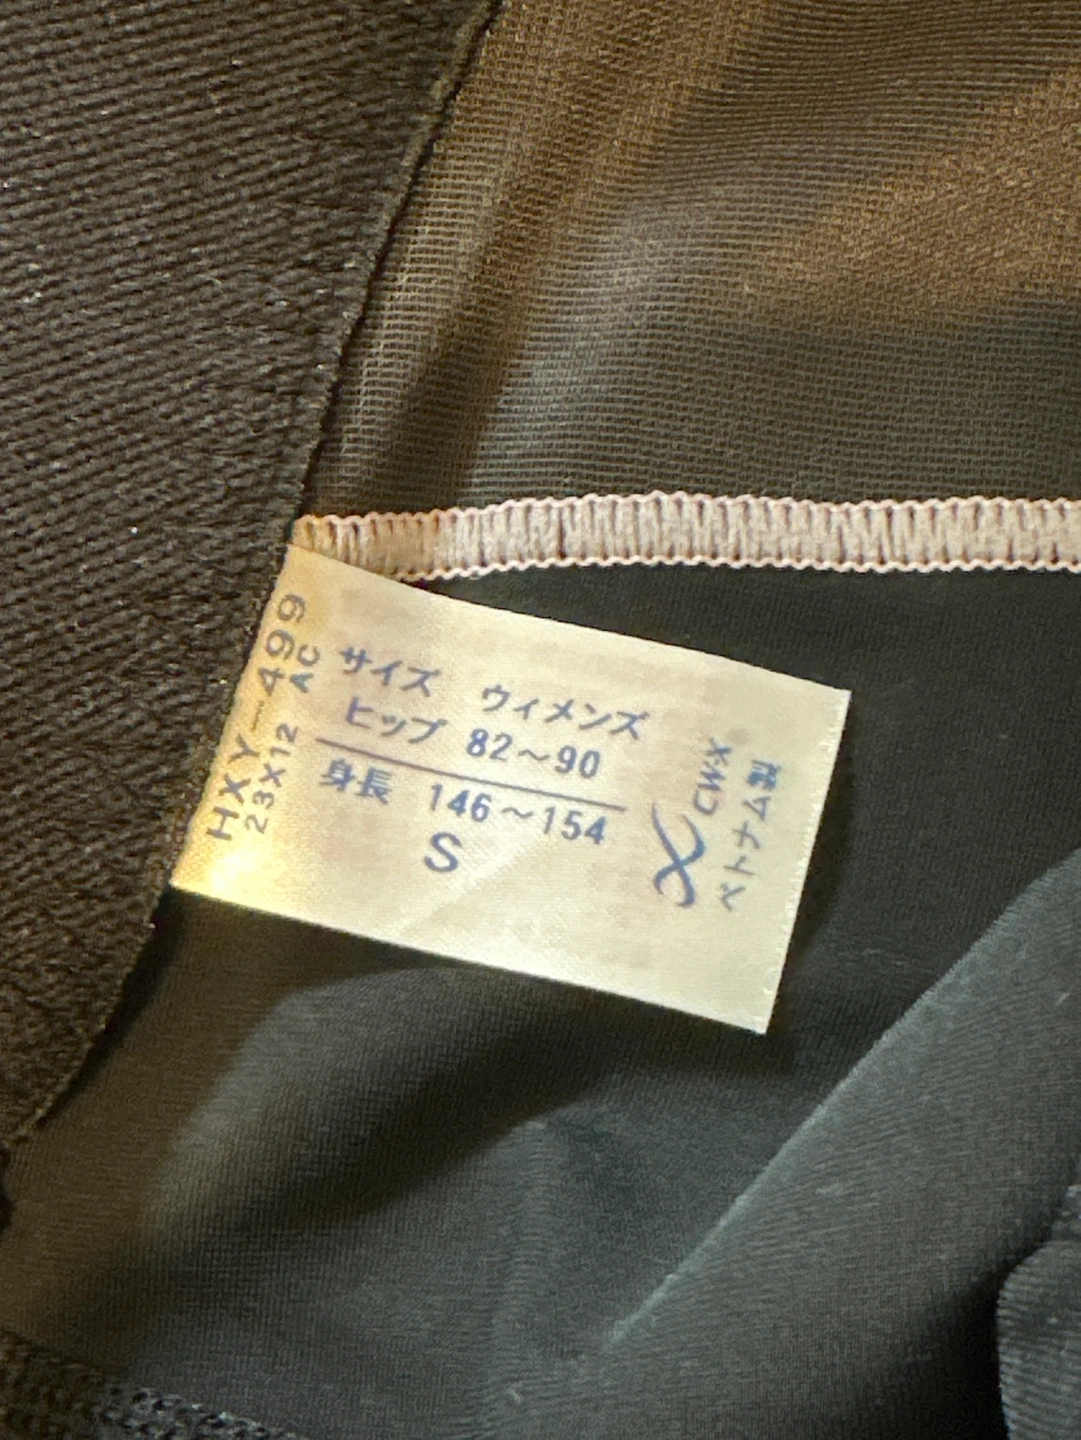 HXY-499
23X12 AC
サイズ ウィメンズ
ヒップ 82～90
身長 146～154
S
CW-X
ベトナム製